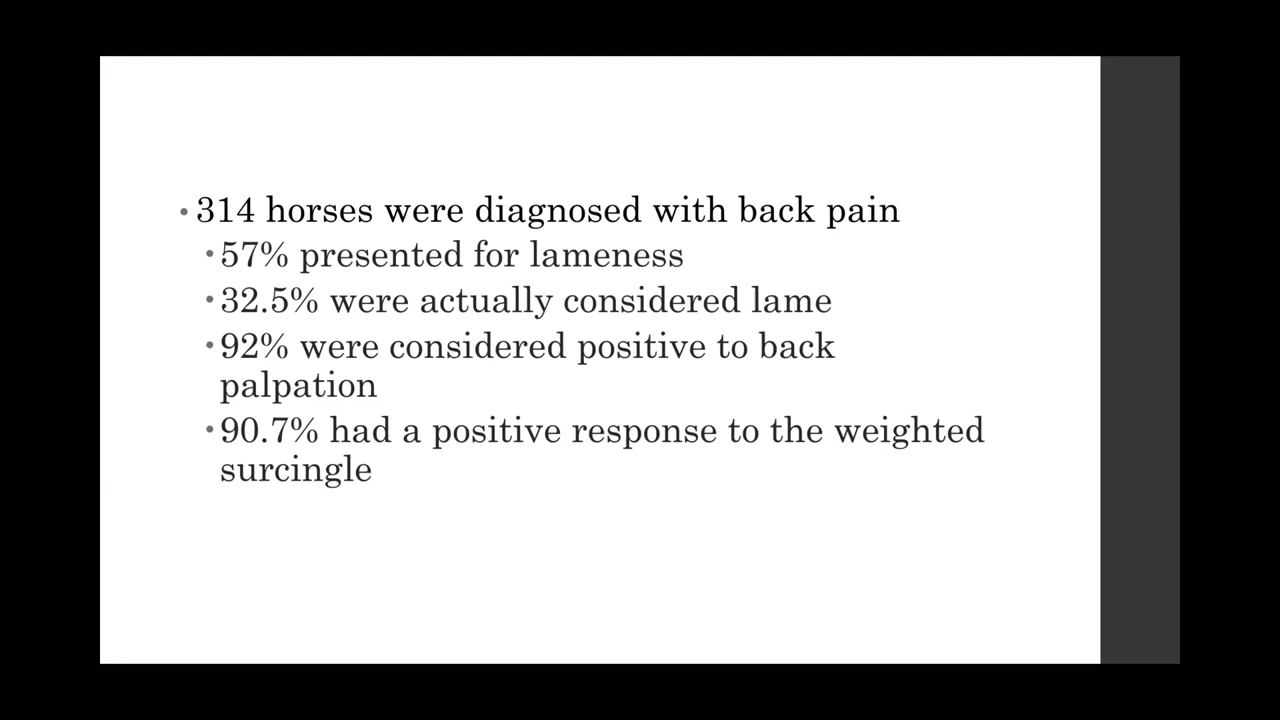 • 314 horses were diagnosed with back pain
• 57% presented for lameness
• 32.5% were actually considered lame
• 92% were considered positive to back
palpation
• 90.7% had a positive response to the weighted
surcingle